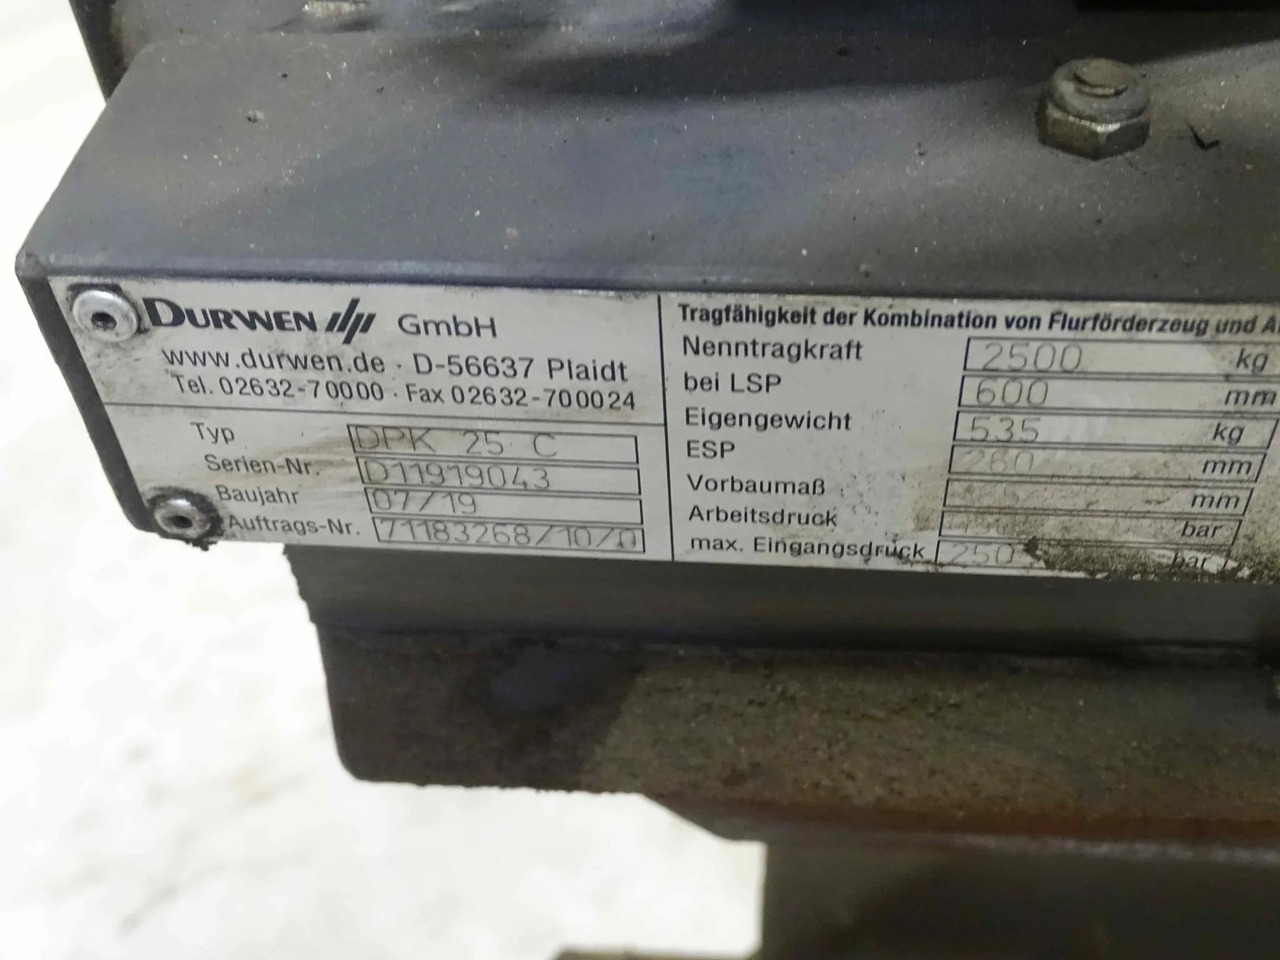 DURWEN GmbH
www.durwen.de · D-56637 Plaidt
Tel. 02632-70000 · Fax 02632-700024
Typ DPK 25 C
Serien-Nr. D11919043
Baujahr 07/19
Auftrags-Nr. 71183268/10/0
Tragfähigkeit der Kombination von Flurförderzeug und
Nenntragkraft 2500 kg
bei LSP 600 mm
Eigengewicht 535 kg
ESP 260 mm
Vorbaumaß mm
Arbeitsdruck bar
max. Eingangsdruck 250 bar